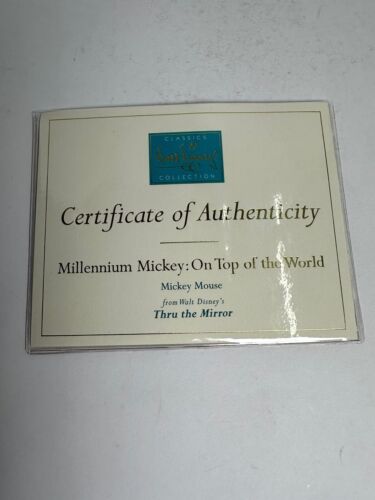 CLASSICS
Walt Disney
COLLECTION
Certificate of Authenticity
Millennium Mickey: On Top of the World
Mickey Mouse
from Walt Disney's
Thru the Mirror